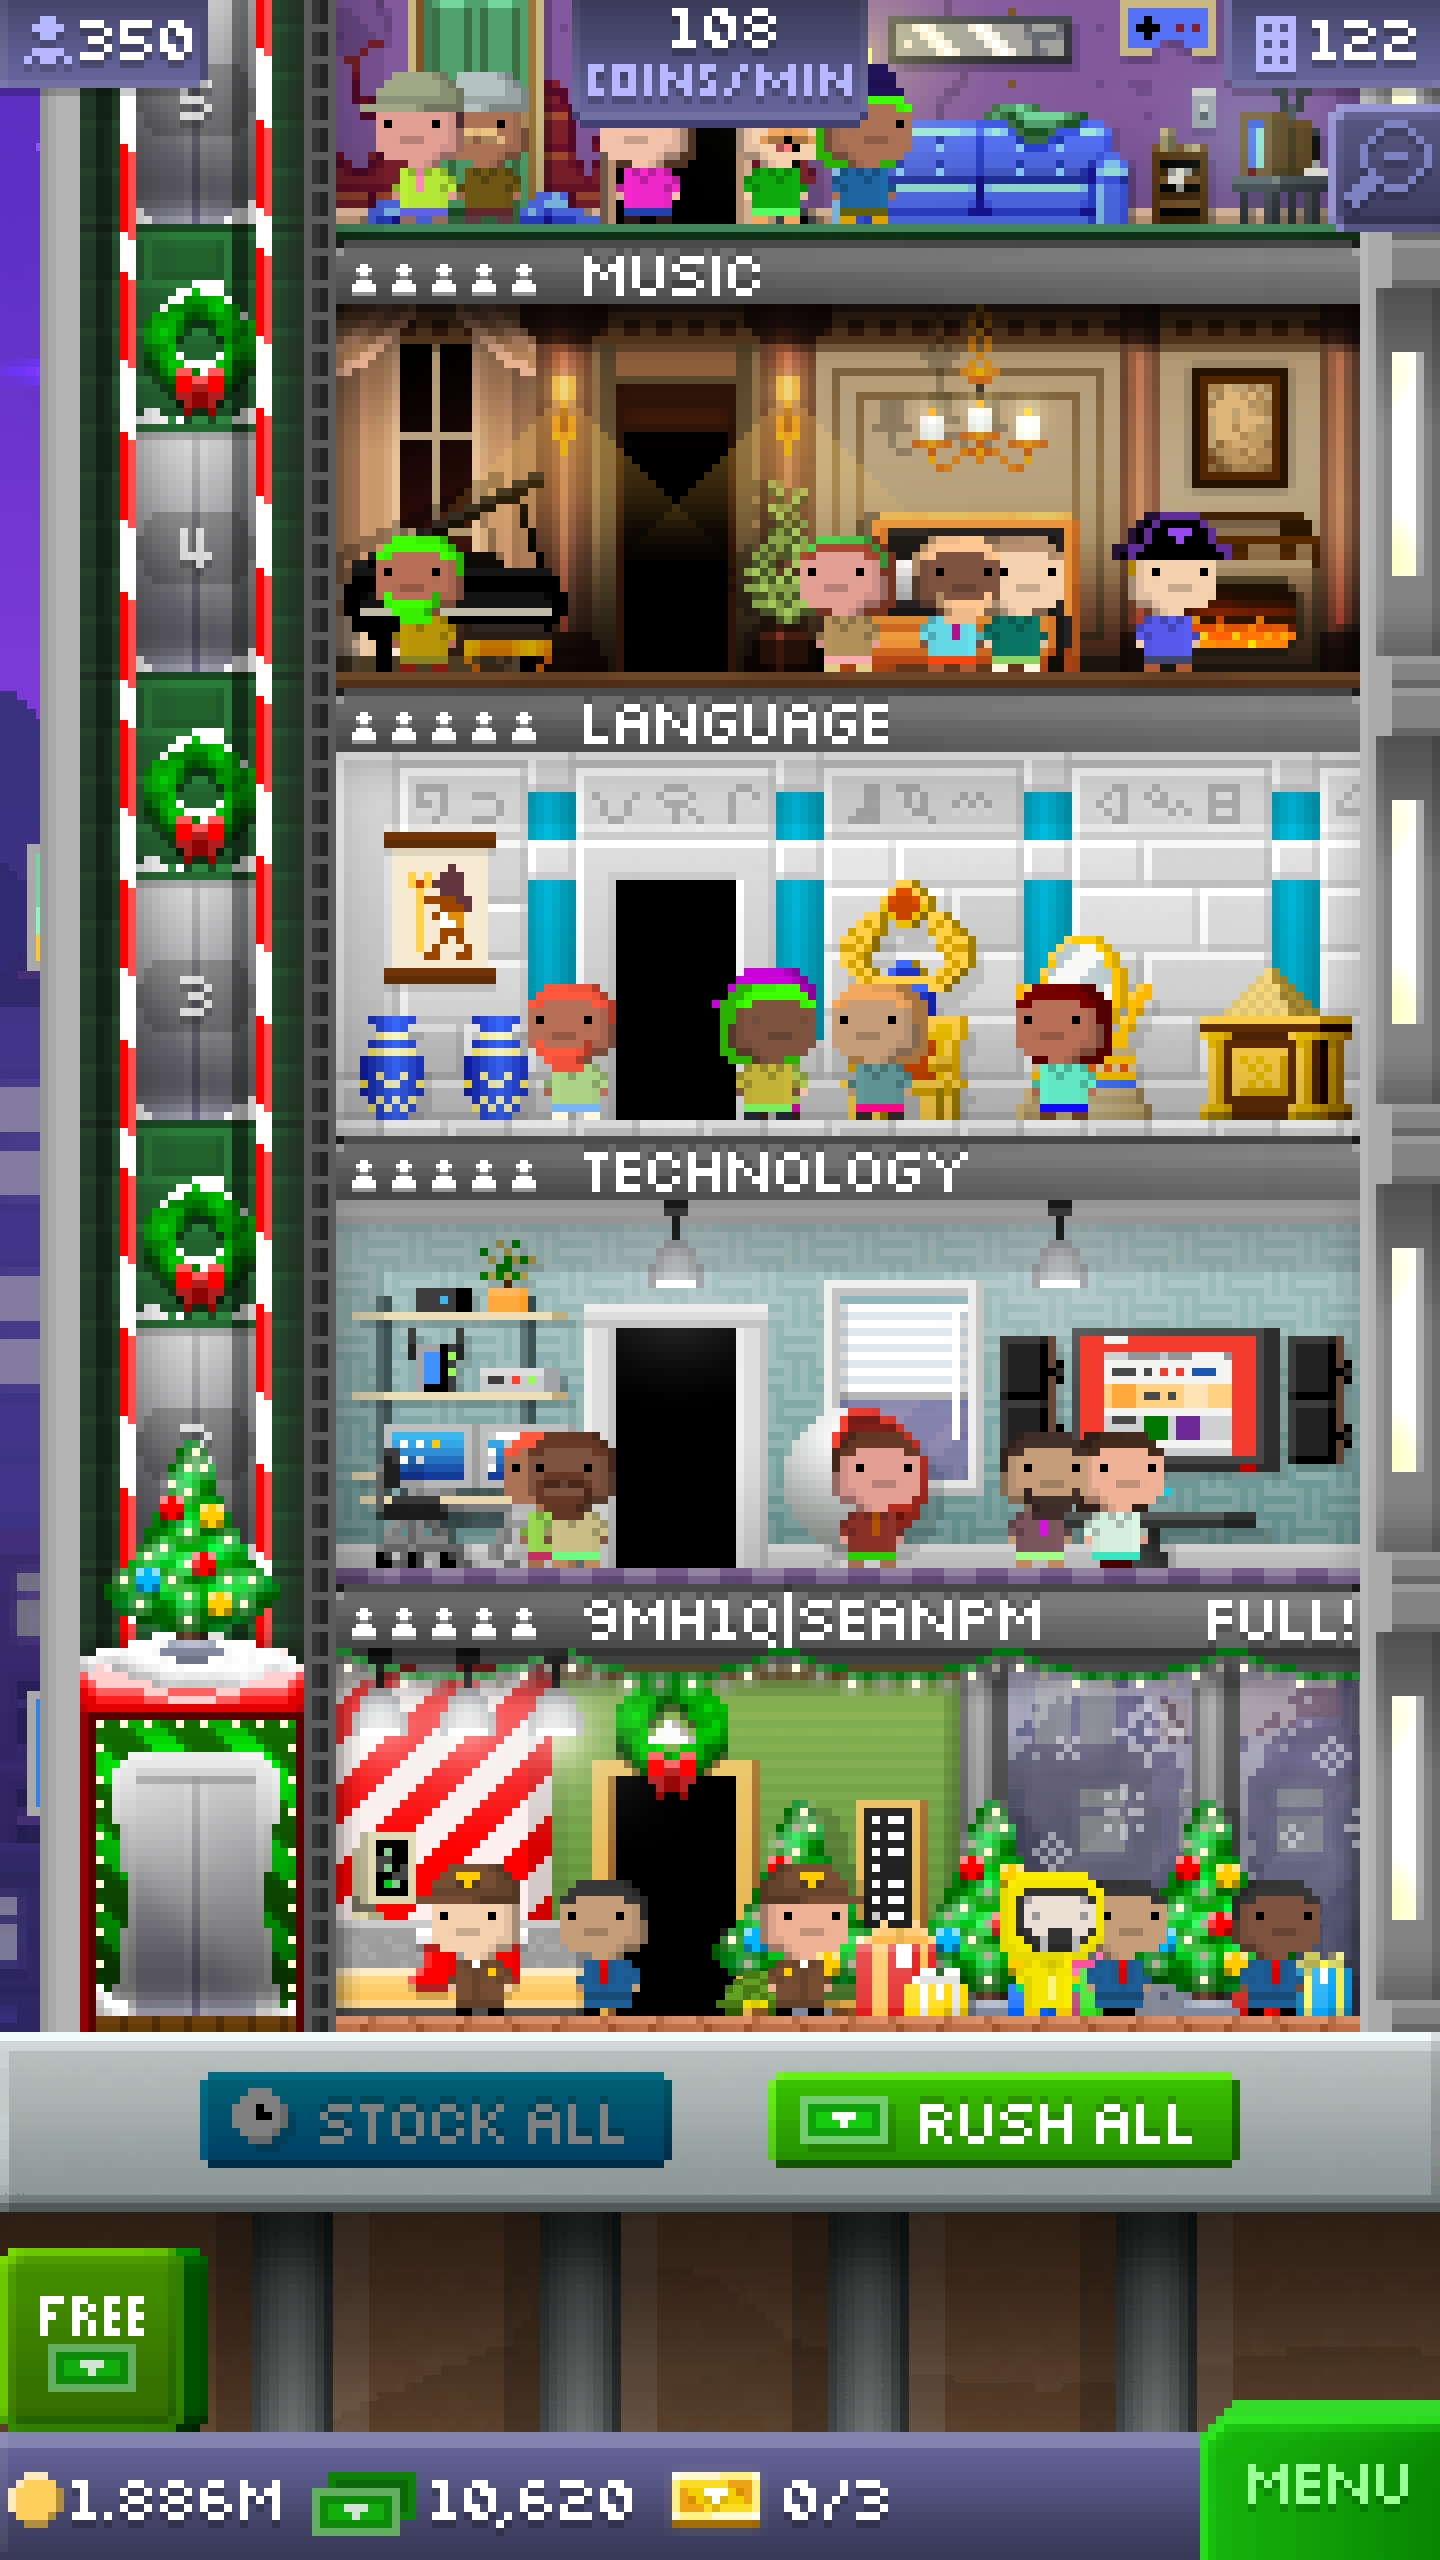 350
108
COINS/MIN
122
5
MUSIC
4
LANGUAGE
3
TECHNOLOGY
2
9MH1Q|SEANPM
FULL!
STOCK ALL
RUSH ALL
FREE
1.886M
10,620
0/3
MENU